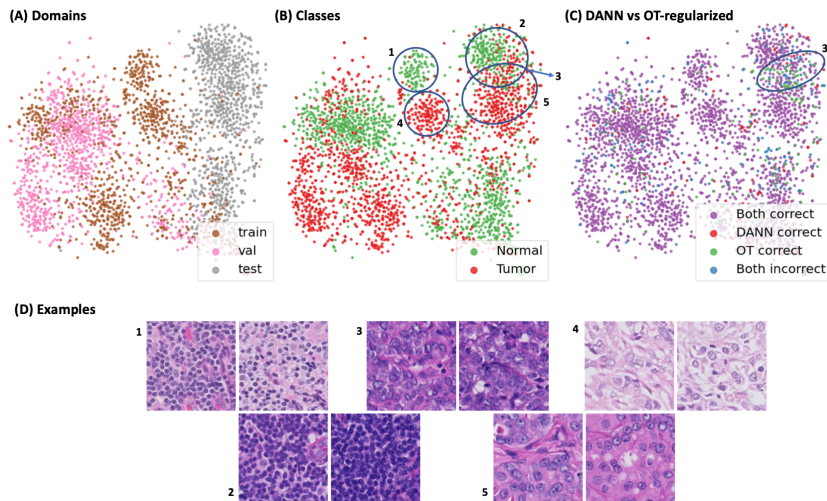 (A) Domains
(B) Classes
(C) DANN vs OT-regularized
1
2
3
4
5
3
train
val
test
Normal
Tumor
Both correct
DANN correct
OT correct
Both incorrect
(D) Examples
1
3
4
2
5